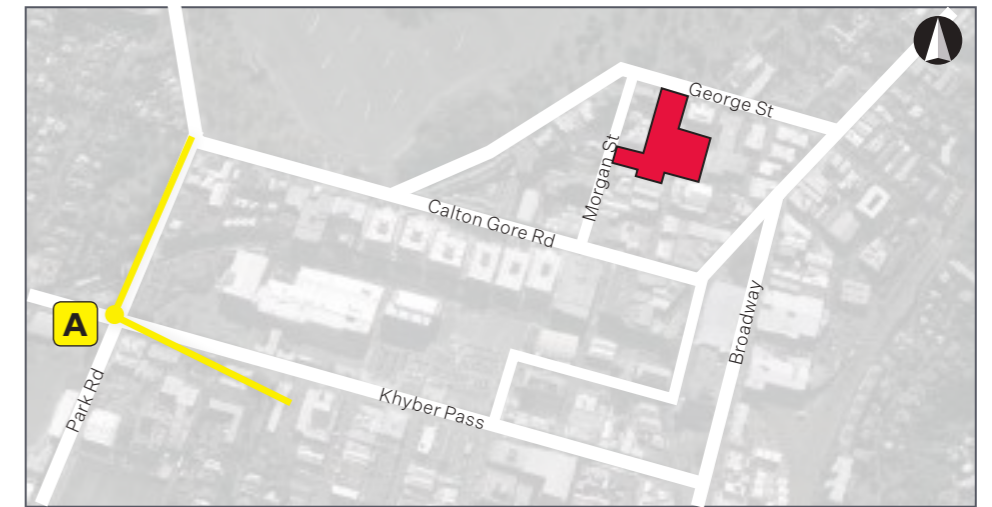 George St
Morgan St
Calton Gore Rd
Broadway
A
Park Rd
Khyber Pass